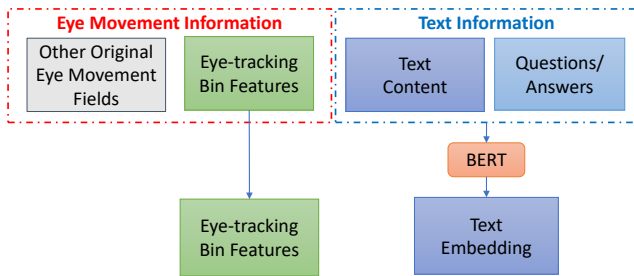 Eye Movement Information
Text Information
Other Original
Eye Movement
Fields
Eye-tracking
Bin Features
Text
Content
Questions/
Answers
BERT
Eye-tracking
Bin Features
Text
Embedding